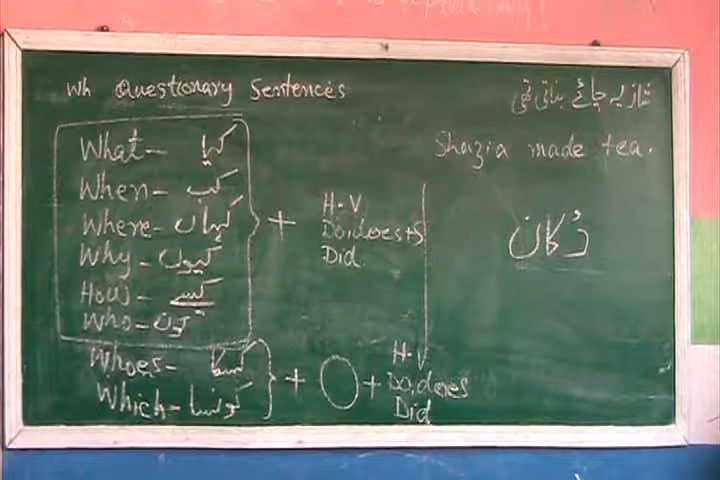 Wh Questionary Sentences
What - کیا
When - کب
Where - کہاں
Why - کیوں
How - کیسے
Who - کون
+
H-V
Do, does + S
Did.
Whoes - کسکا
Which - کونسا
+ ◯ +
H-V
Do, does
Did
شازیہ چائے بناتی تھی
Shazia made tea.
دُکان